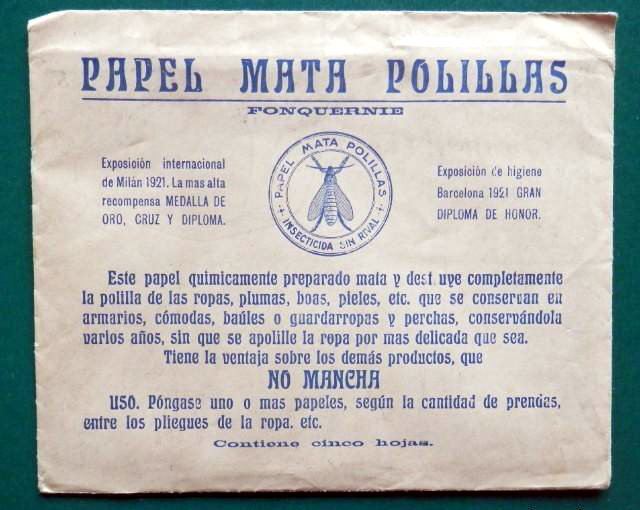 PAPEL MATA POLILLAS
FONQUERNIE
Exposición internacional
de Milán 1921. La mas alta
recompensa MEDALLA DE
ORO, CRUZ Y DIPLOMA.
PAPEL MATA POLILLAS
INSECTICIDA SIN RIVAL
Exposición de higiene
Barcelona 1921 GRAN
DIPLOMA DE HONOR.
Este papel quimicamente preparado mata y dest uye completamente
la polilla de las ropas, plumas, boas, pieles, etc. que se conservan en
armarios, cómodas, baúles o guardarropas y perchas, conservándola
varios años, sin que se apolille la ropa por mas delicada que sea.
Tiene la ventaja sobre los demás productos, que
NO MANCHA
USO. Póngase uno o mas papeles, según la cantidad de prendas,
entre los pliegues de la ropa. etc.
Contiene cinco hojas.